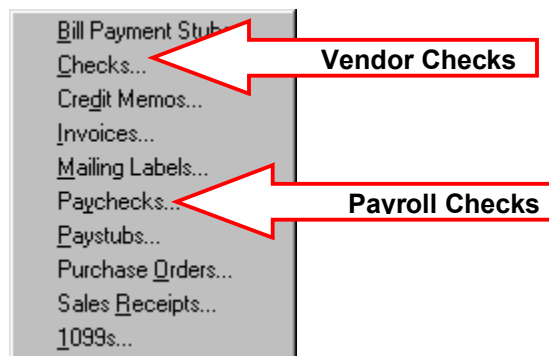 Bill Payment Stubs
Checks...
Vendor Checks
Credit Memos...
Invoices...
Mailing Labels...
Paychecks...
Payroll Checks
Paystubs...
Purchase Orders...
Sales Receipts...
1099s...